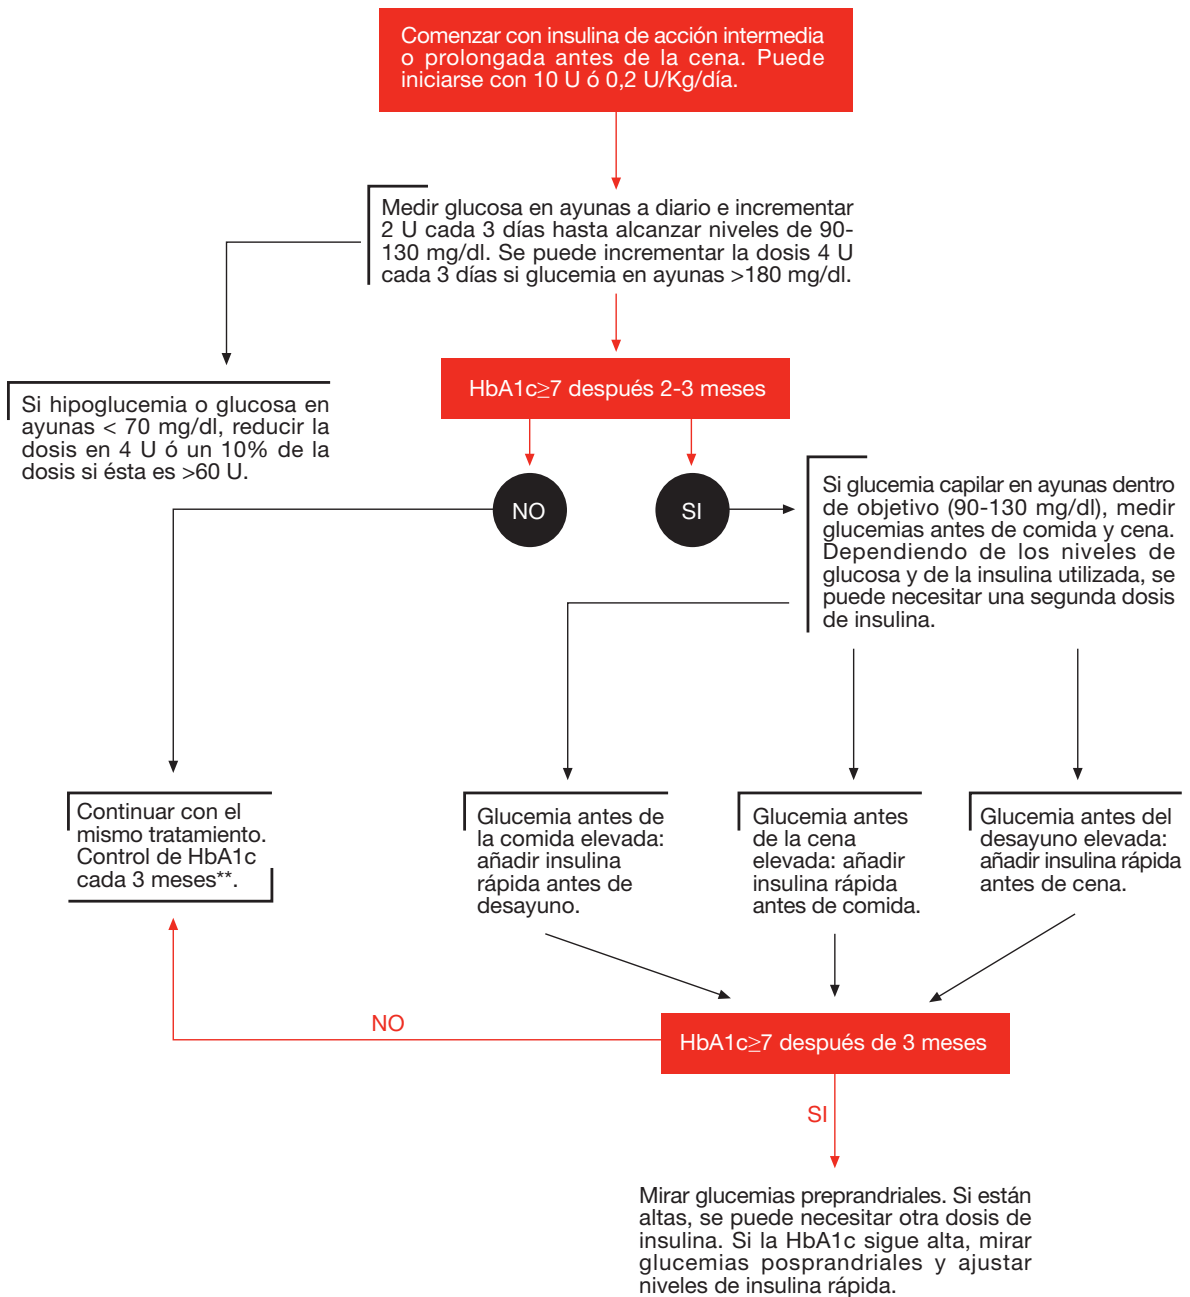 Comenzar con insulina de acción intermedia
o prolongada antes de la cena. Puede
iniciarse con 10 U ó 0,2 U/Kg/día.
Medir glucosa en ayunas a diario e incrementar
2 U cada 3 días hasta alcanzar niveles de 90-
130 mg/dl. Se puede incrementar la dosis 4 U
cada 3 días si glucemia en ayunas >180 mg/dl.
HbA1c≥7 después 2-3 meses
Si hipoglucemia o glucosa en
ayunas < 70 mg/dl, reducir la
dosis en 4 U ó un 10% de la
dosis si ésta es >60 U.
NO
SI
Si glucemia capilar en ayunas dentro
de objetivo (90-130 mg/dl), medir
glucemias antes de comida y cena.
Dependiendo de los niveles de
glucosa y de la insulina utilizada, se
puede necesitar una segunda dosis
de insulina.
Continuar con el
mismo tratamiento.
Control de HbA1c
cada 3 meses**.
Glucemia antes de
la comida elevada:
añadir insulina
rápida antes de
desayuno.
Glucemia antes
de la cena
elevada: añadir
insulina rápida
antes de comida.
Glucemia antes del
desayuno elevada:
añadir insulina rápida
antes de cena.
NO
HbA1c≥7 después de 3 meses
SI
Mirar glucemias preprandriales. Si están
altas, se puede necesitar otra dosis de
insulina. Si la HbA1c sigue alta, mirar
glucemias posprandriales y ajustar
niveles de insulina rápida.